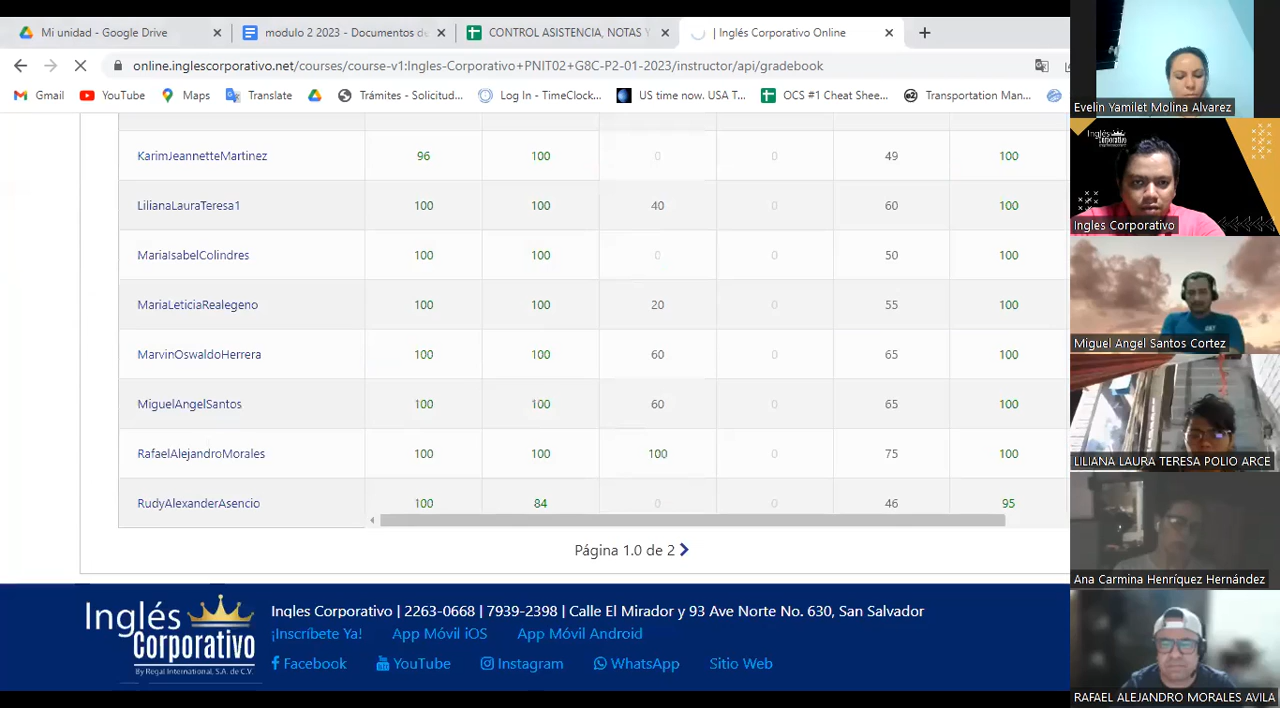 Mi unidad - Google Drive
modulo 2 2023 - Documentos de
CONTROL ASISTENCIA, NOTAS Y
| Inglés Corporativo Online
online.inglescorporativo.net/courses/course-v1:Ingles-Corporativo+PNIT02+G8C-P2-01-2023/instructor/api/gradebook
Gmail YouTube Maps Translate Trámites - Solicitud... Log In - TimeClock... US time now. USA T... OCS #1 Cheat Shee... Transportation Man...
KarimJeannetteMartinez 96 100 0 0 49 100
LilianaLauraTeresa1 100 100 40 0 60 100
MariaIsabelColindres 100 100 0 0 50 100
MariaLeticiaRealegeno 100 100 20 0 55 100
MarvinOswaldoHerrera 100 100 60 0 65 100
MiguelAngelSantos 100 100 60 0 65 100
RafaelAlejandroMorales 100 100 100 0 75 100
RudyAlexanderAsencio 100 84 0 0 46 95
Página 1.0 de 2
Inglés
Corporativo
By Regal International, S.A. de C.V.
Ingles Corporativo | 2263-0668 | 7939-2398 | Calle El Mirador y 93 Ave Norte No. 630, San Salvador
¡Inscríbete Ya! App Móvil iOS App Móvil Android
Facebook YouTube Instagram WhatsApp Sitio Web
Evelin Yamilet Molina Alvarez
Inglés
Corporativo
Ingles Corporativo
Miguel Angel Santos Cortez
LILIANA LAURA TERESA POLIO ARCE
Ana Carmina Henríquez Hernández
RAFAEL ALEJANDRO MORALES AVILA